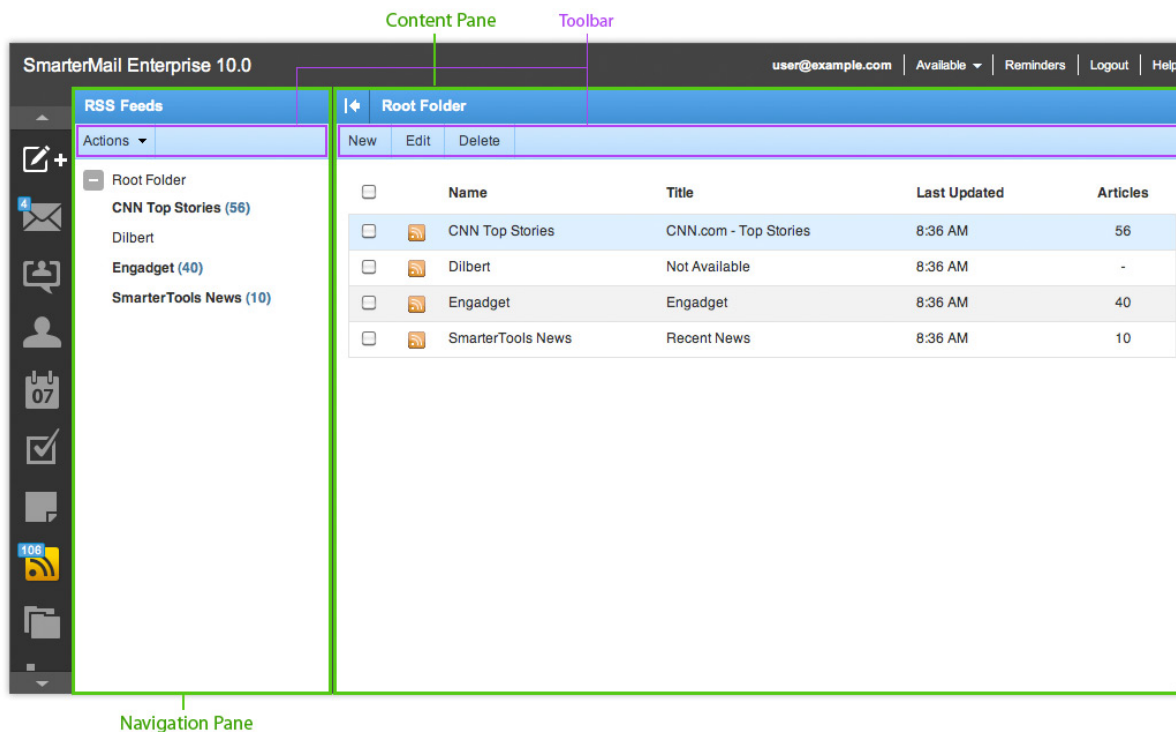 Content Pane Toolbar
SmarterMail Enterprise 10.0 user@example.com Available Reminders Logout Help
RSS Feeds Root Folder
Actions New Edit Delete
Root Folder
CNN Top Stories (56)
Dilbert
Engadget (40)
SmarterTools News (10)
Name Title Last Updated Articles
CNN Top Stories CNN.com - Top Stories 8:36 AM 56
Dilbert Not Available 8:36 AM -
Engadget Engadget 8:36 AM 40
SmarterTools News Recent News 8:36 AM 10
4
07
106
Navigation Pane